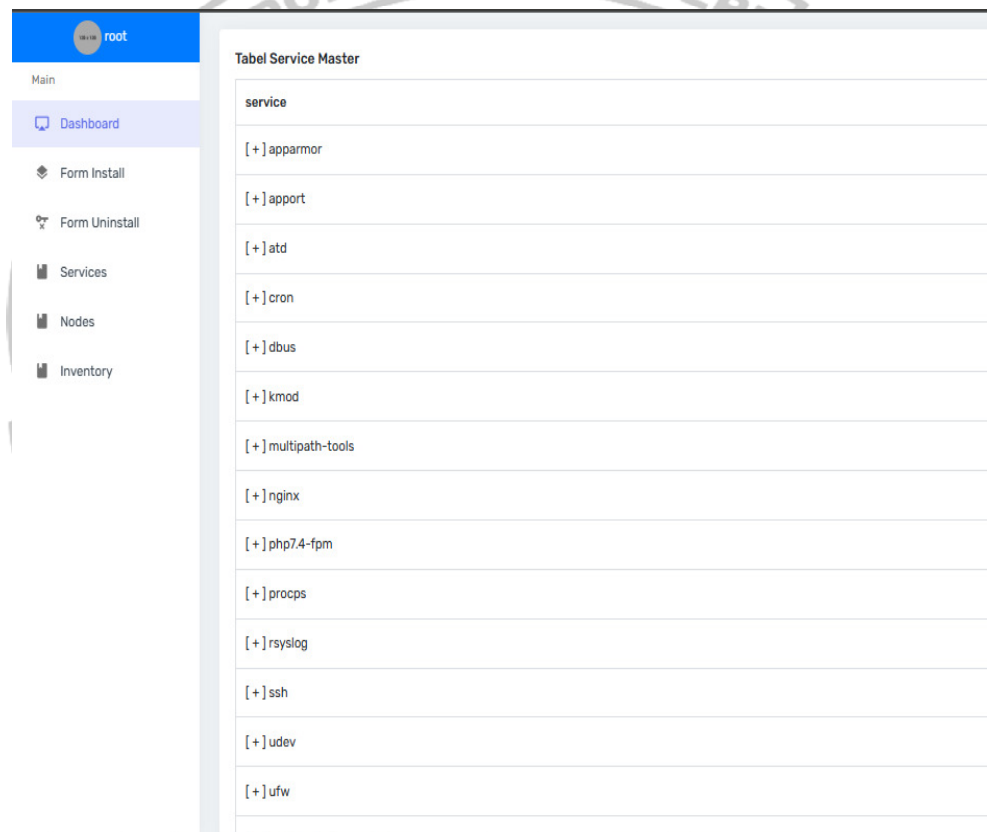 root
Main
Dashboard
Form Install
Form Uninstall
Services
Nodes
Inventory
Tabel Service Master
service
[ + ] apparmor
[ + ] apport
[ + ] atd
[ + ] cron
[ + ] dbus
[ + ] kmod
[ + ] multipath-tools
[ + ] nginx
[ + ] php7.4-fpm
[ + ] procps
[ + ] rsyslog
[ + ] ssh
[ + ] udev
[ + ] ufw